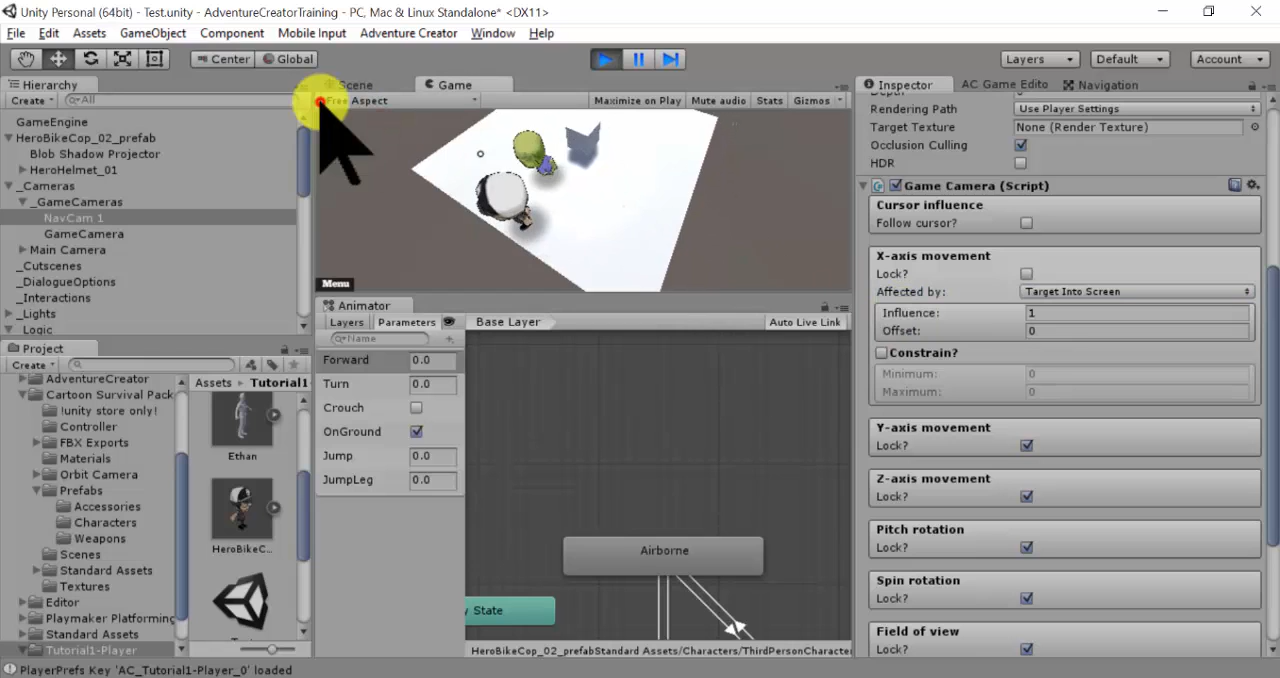 Unity Personal (64bit) - Test.unity - AdventureCreatorTraining - PC, Mac & Linux Standalone* <DX11>
File Edit Assets GameObject Component Mobile Input Adventure Creator Window Help
Center Global Layers Default Account
Hierarchy
Create All
GameEngine
HeroBikeCop_02_prefab
Blob Shadow Projector
HeroHelmet_01
_Cameras
_GameCameras
NavCam 1
GameCamera
Main Camera
_Cutscenes
_DialogueOptions
_Interactions
_Lights
Logic
Scene Game
Free Aspect Maximize on Play Mute audio Stats Gizmos
Menu
Animator
Layers Parameters Base Layer Auto Live Link
Name
Forward 0.0
Turn 0.0
Crouch
OnGround
Jump 0.0
JumpLeg 0.0
Airborne
y State
HeroBikeCop_02_prefabStandard Assets/Characters/ThirdPersonCharacte
Project
Create
AdventureCreator
Cartoon Survival Pack
!unity store only!
Controller
FBX Exports
Materials
Orbit Camera
Prefabs
Accessories
Characters
Weapons
Scenes
Standard Assets
Textures
Editor
Playmaker Platforming
Standard Assets
Tutorial1-Player
Assets Tutorial1
Ethan
HeroBikeC...
Inspector AC Game Edito Navigation
Rendering Path Use Player Settings
Target Texture None (Render Texture)
Occlusion Culling
HDR
Game Camera (Script)
Cursor influence
Follow cursor?
X-axis movement
Lock?
Affected by: Target Into Screen
Influence: 1
Offset: 0
Constrain?
Minimum: 0
Maximum: 0
Y-axis movement
Lock?
Z-axis movement
Lock?
Pitch rotation
Lock?
Spin rotation
Lock?
Field of view
Lock?
PlayerPrefs Key 'AC_Tutorial1-Player_0' loaded